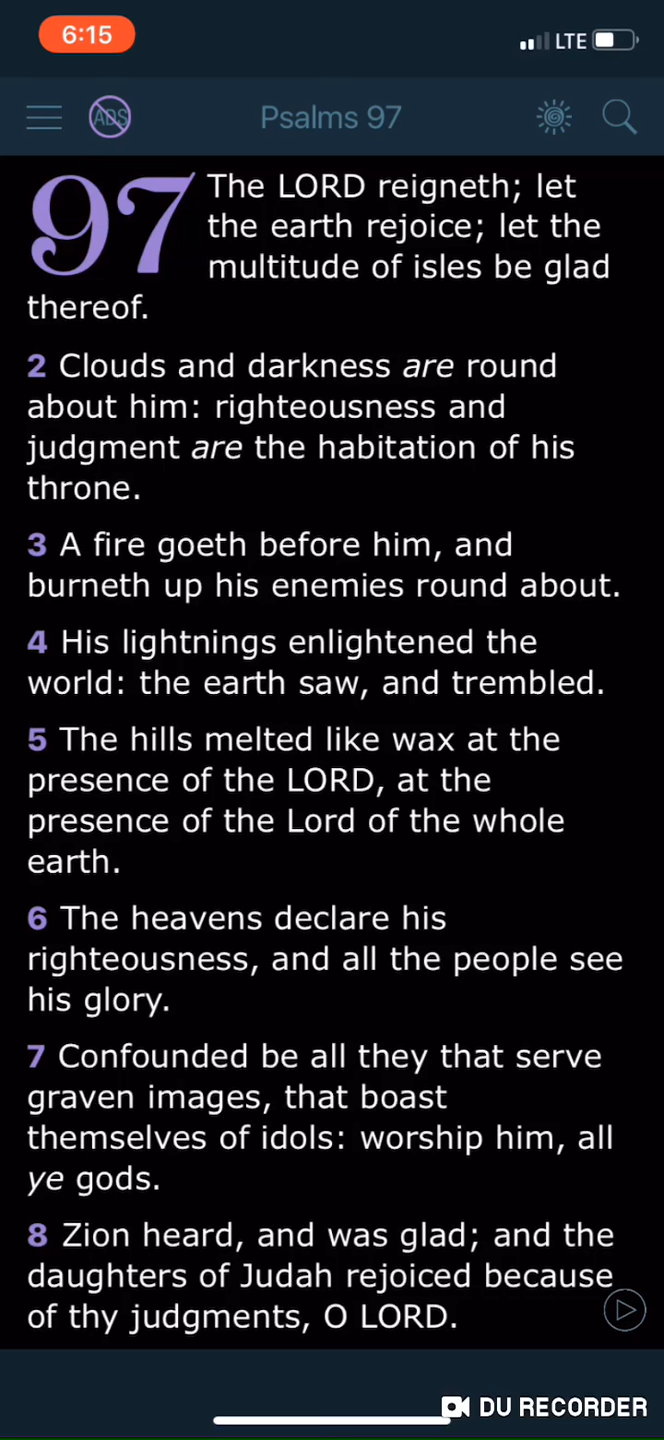 6:15
LTE
ADS
Psalms 97
97 The LORD reigneth; let
the earth rejoice; let the
multitude of isles be glad
thereof.
2 Clouds and darkness are round
about him: righteousness and
judgment are the habitation of his
throne.
3 A fire goeth before him, and
burneth up his enemies round about.
4 His lightnings enlightened the
world: the earth saw, and trembled.
5 The hills melted like wax at the
presence of the LORD, at the
presence of the Lord of the whole
earth.
6 The heavens declare his
righteousness, and all the people see
his glory.
7 Confounded be all they that serve
graven images, that boast
themselves of idols: worship him, all
ye gods.
8 Zion heard, and was glad; and the
daughters of Judah rejoiced because
of thy judgments, O LORD.
DU RECORDER